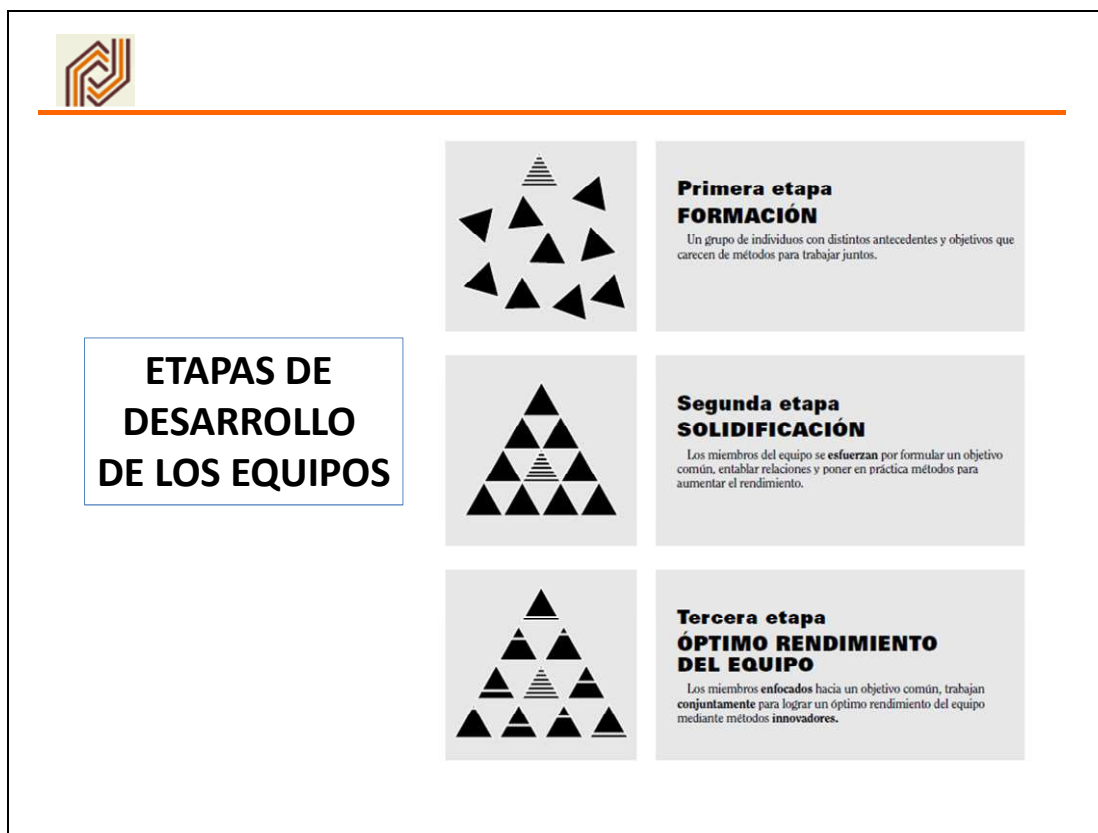 ETAPAS DE
DESARROLLO
DE LOS EQUIPOS
Primera etapa
FORMACIÓN
Un grupo de individuos con distintos antecedentes y objetivos que
carecen de métodos para trabajar juntos.
Segunda etapa
SOLIDIFICACIÓN
Los miembros del equipo se esfuerzan por formular un objetivo
común, entablar relaciones y poner en práctica métodos para
aumentar el rendimiento.
Tercera etapa
ÓPTIMO RENDIMIENTO
DEL EQUIPO
Los miembros enfocados hacia un objetivo común, trabajan
conjuntamente para lograr un óptimo rendimiento del equipo
mediante métodos innovadores.